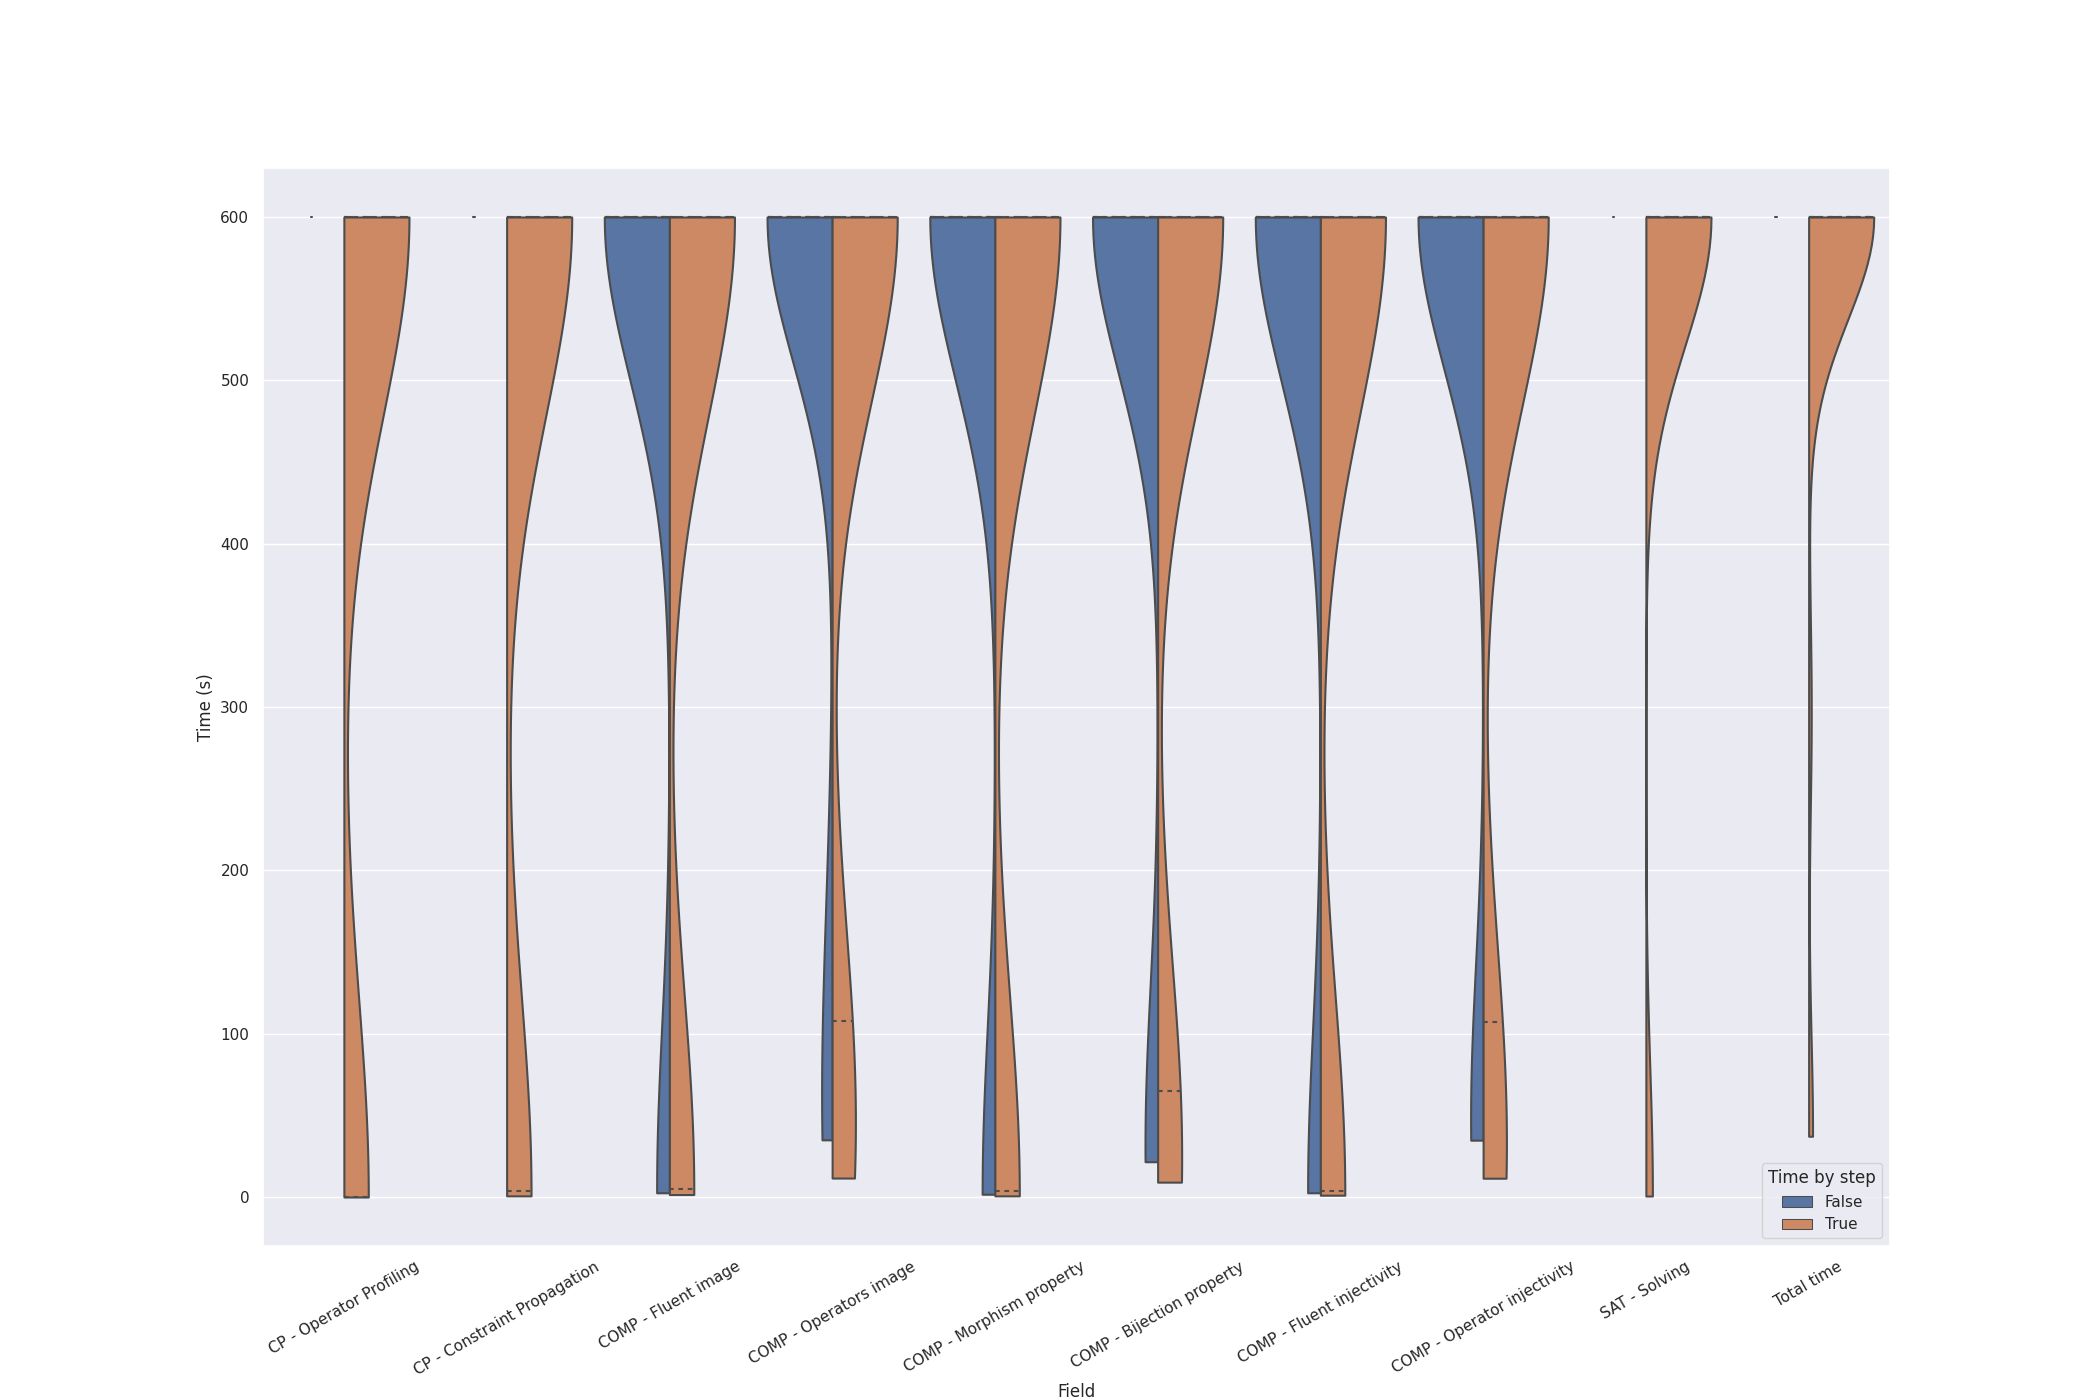 600
500
400
300
200
100
0
Time (s)
Time by step
False
True
CP - Operator Profiling
CP - Constraint Propagation
COMP - Fluent image
COMP - Operators image
COMP - Morphism property
COMP - Bijection property
COMP - Fluent injectivity
COMP - Operator injectivity
SAT - Solving
Total time
Field